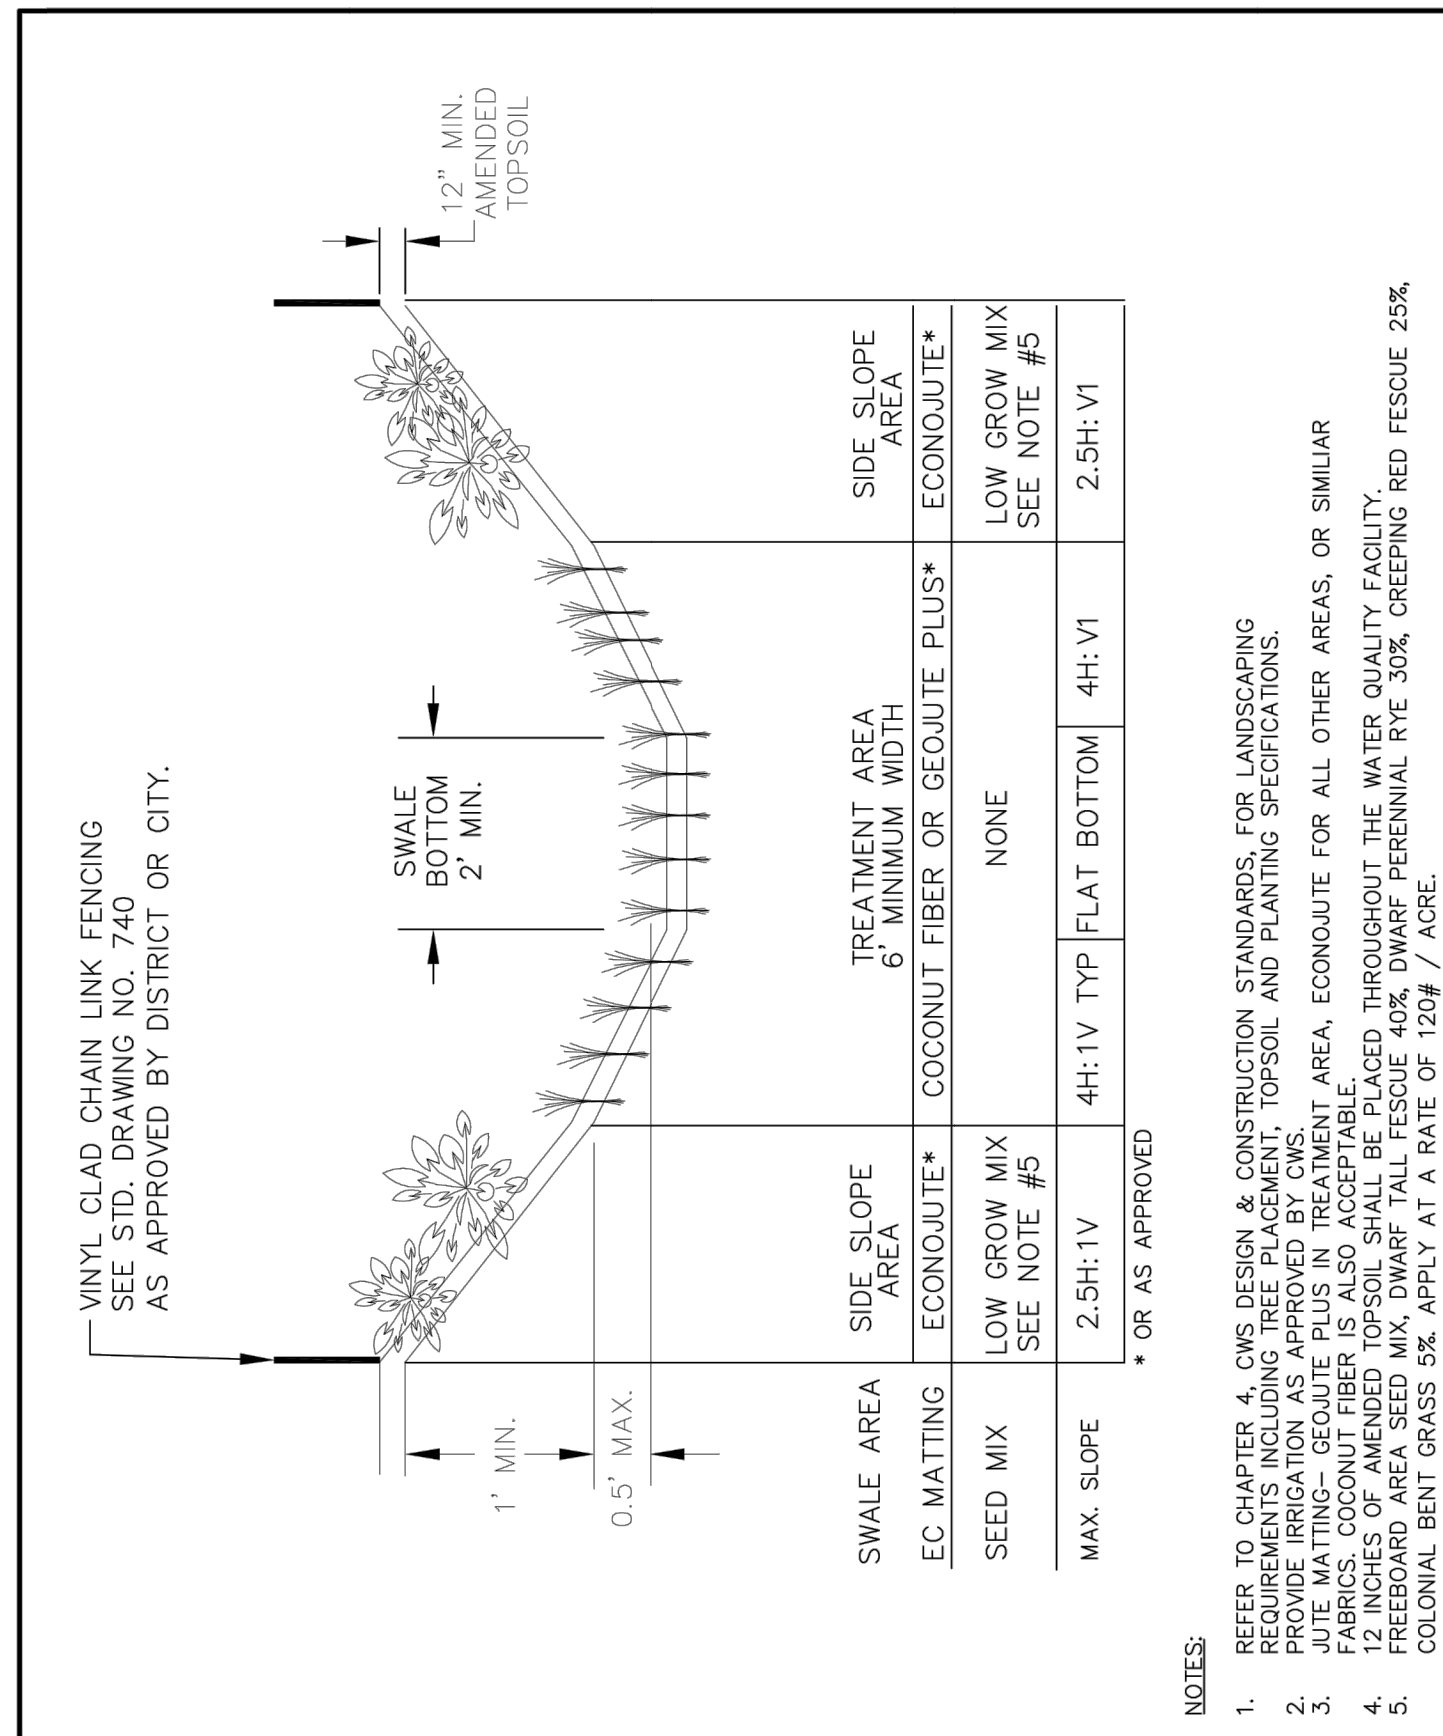 VINYL CLAD CHAIN LINK FENCING
SEE STD. DRAWING NO. 740
AS APPROVED BY DISTRICT OR CITY.
12" MIN.
AMENDED
TOPSOIL
SWALE
BOTTOM
2' MIN.
1' MIN.
0.5' MAX.
SWALE AREA
SIDE SLOPE
AREA
TREATMENT AREA
6' MINIMUM WIDTH
SIDE SLOPE
AREA
EC MATTING
ECONOJUTE*
COCONUT FIBER OR GEOJUTE PLUS*
ECONOJUTE*
SEED MIX
LOW GROW MIX
SEE NOTE #5
NONE
LOW GROW MIX
SEE NOTE #5
MAX. SLOPE
2.5H:1V
4H:1V TYP
FLAT BOTTOM
4H:V1
2.5H:V1
* OR AS APPROVED
NOTES:
1. REFER TO CHAPTER 4, CWS DESIGN & CONSTRUCTION STANDARDS, FOR LANDSCAPING
REQUIREMENTS INCLUDING TREE PLACEMENT, TOPSOIL AND PLANTING SPECIFICATIONS.
2. PROVIDE IRRIGATION AS APPROVED BY CWS.
3. JUTE MATTING- GEOJUTE PLUS IN TREATMENT AREA, ECONOJUTE FOR ALL OTHER AREAS, OR SIMILIAR
FABRICS. COCONUT FIBER IS ALSO ACCEPTABLE.
4. 12 INCHES OF AMENDED TOPSOIL SHALL BE PLACED THROUGHOUT THE WATER QUALITY FACILITY.
5. FREEBOARD AREA SEED MIX, DWARF TALL FESCUE 40%, DWARF PERENNIAL RYE 30%, CREEPING RED FESCUE 25%,
COLONIAL BENT GRASS 5%. APPLY AT A RATE OF 120# / ACRE.